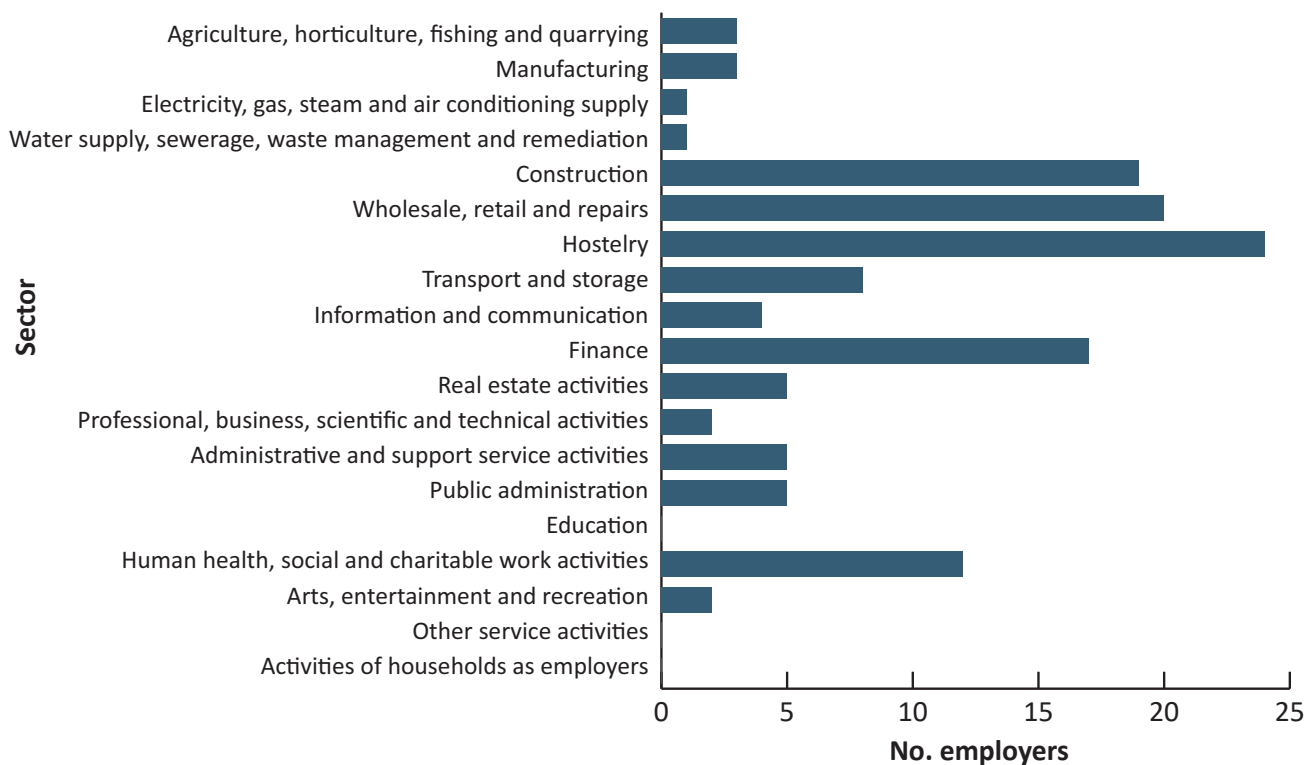 Agriculture, horticulture, fishing and quarrying
Manufacturing
Electricity, gas, steam and air conditioning supply
Water supply, sewerage, waste management and remediation
Construction
Wholesale, retail and repairs
Hostelry
Transport and storage
Information and communication
Finance
Real estate activities
Professional, business, scientific and technical activities
Administrative and support service activities
Public administration
Education
Human health, social and charitable work activities
Arts, entertainment and recreation
Other service activities
Activities of households as employers
Sector
0 5 10 15 20 25
No. employers